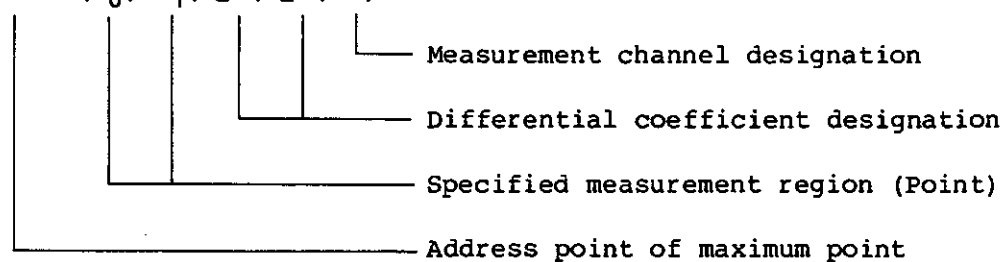 Measurement channel designation
Differential coefficient designation
Specified measurement region (Point)
Address point of maximum point